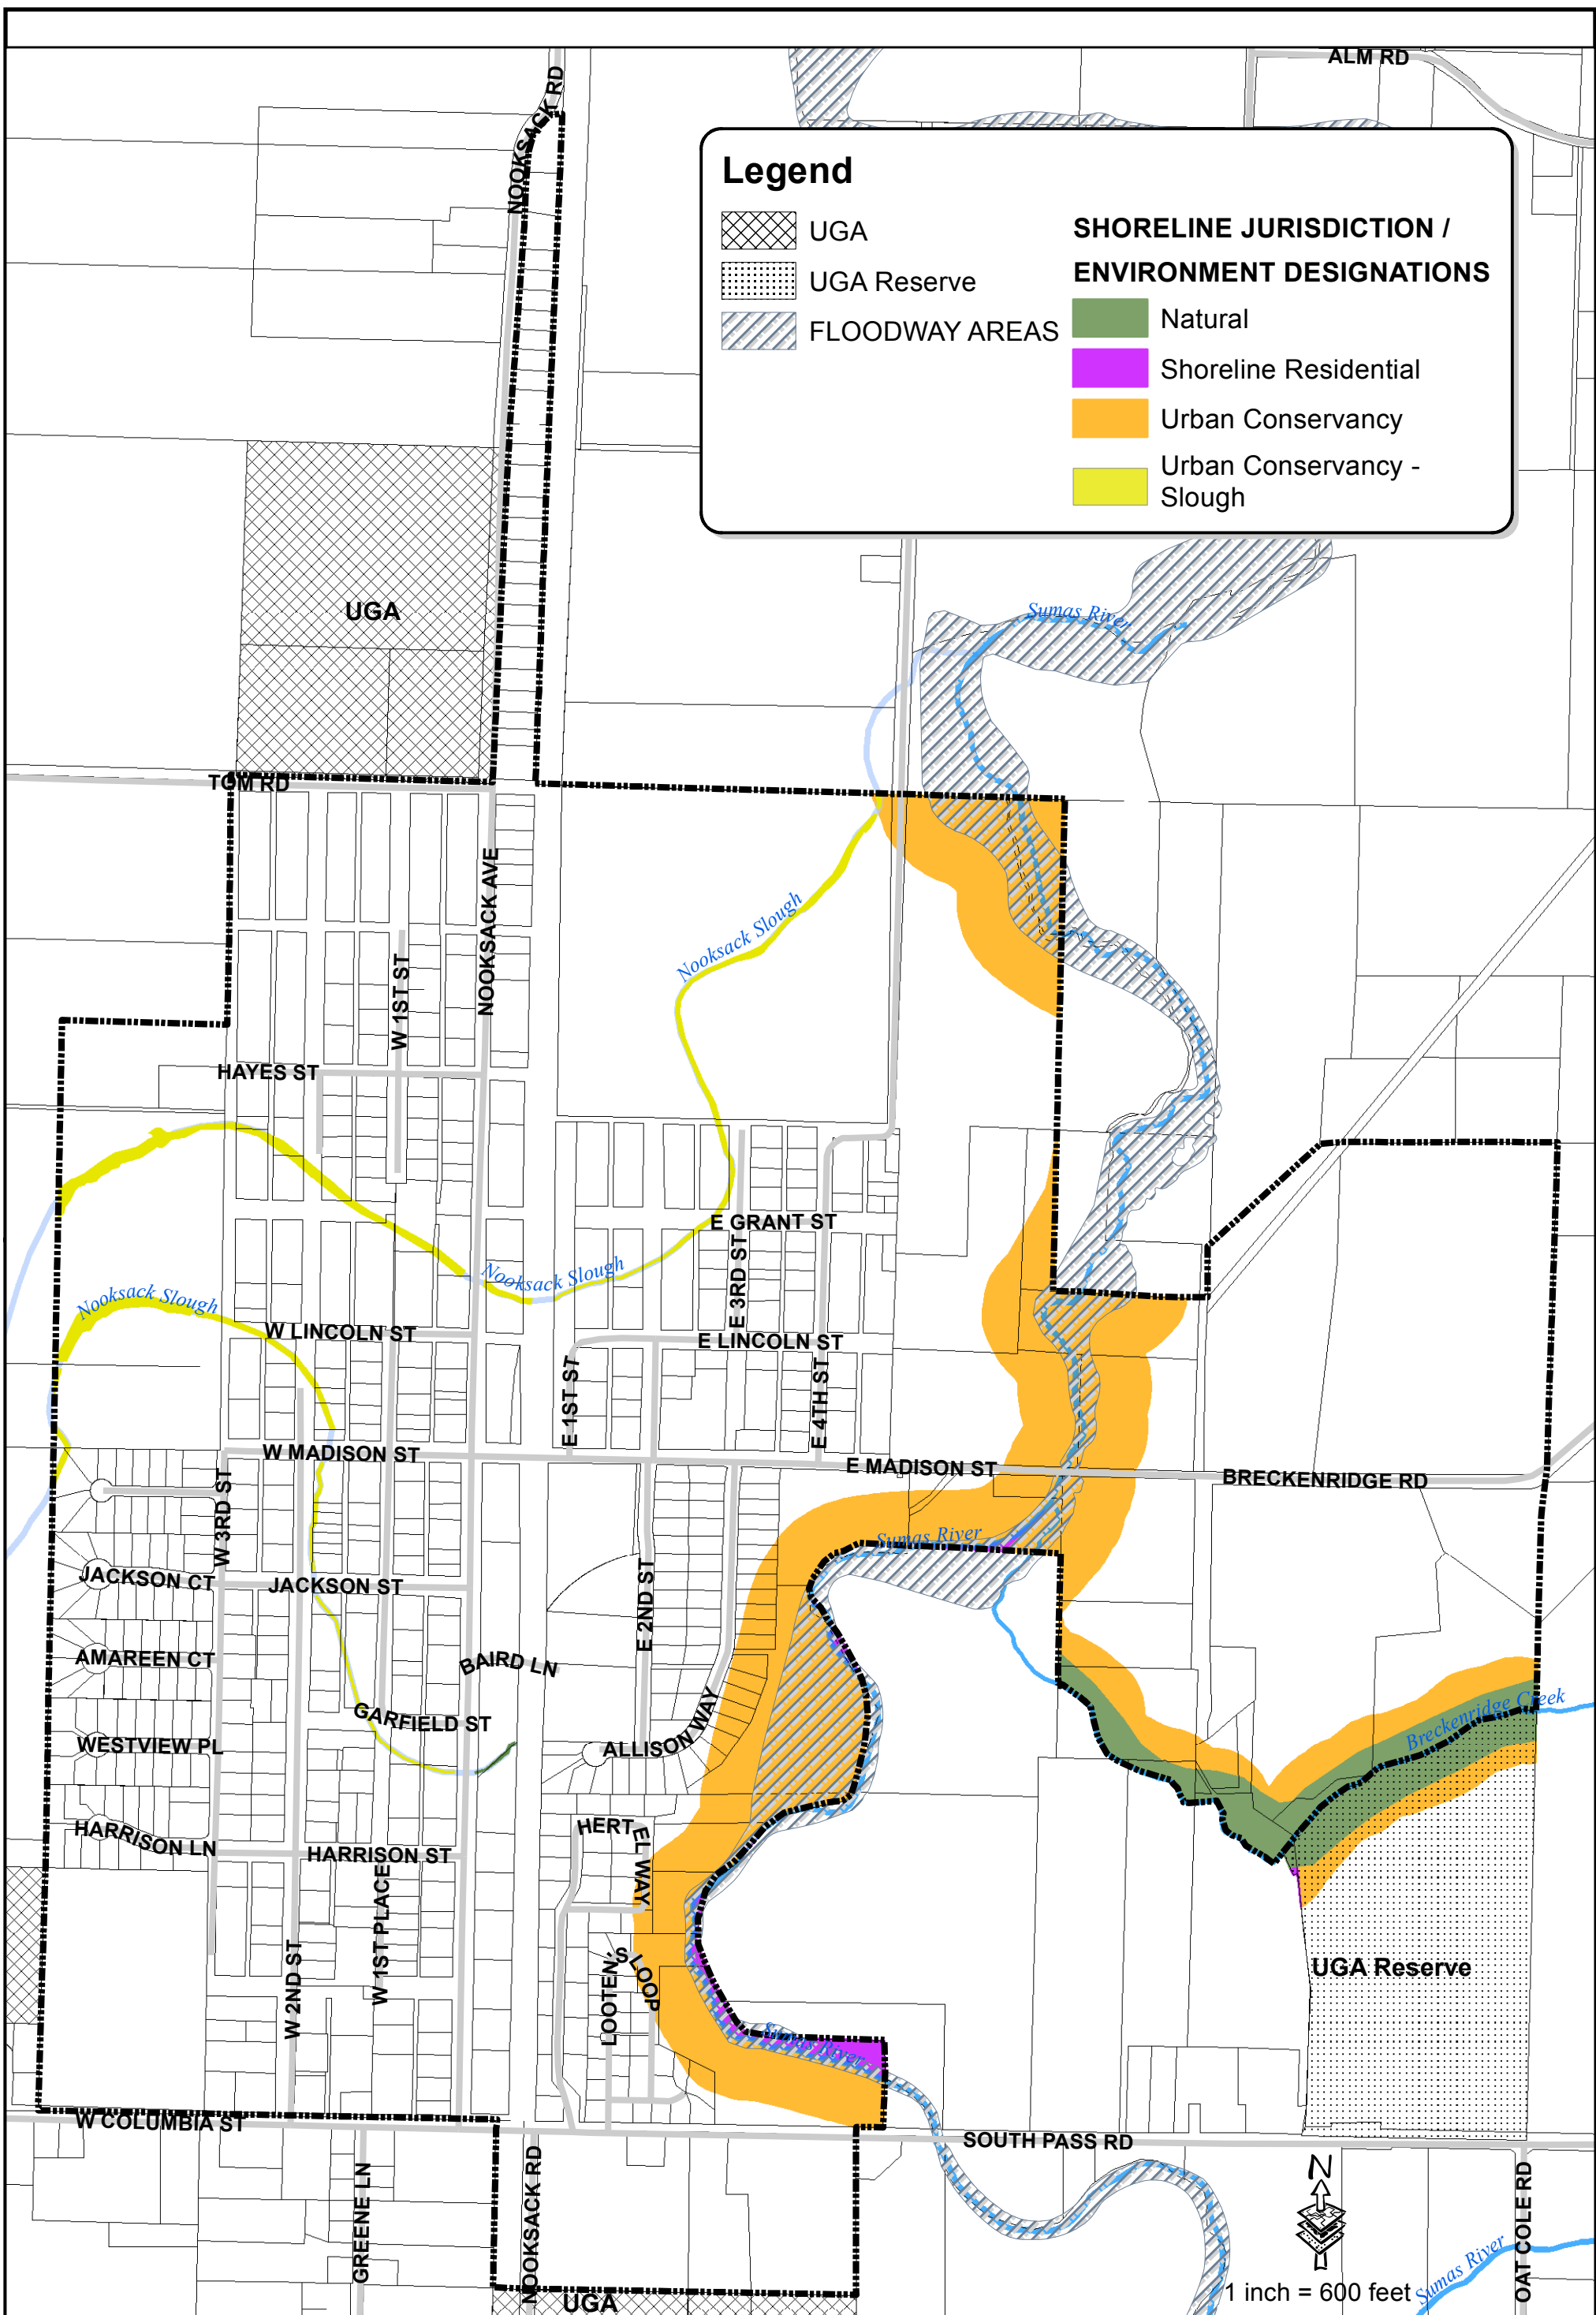 ALM RD
NOOKSACK RD
Legend
UGA
UGA Reserve
FLOODWAY AREAS
SHORELINE JURISDICTION /
ENVIRONMENT DESIGNATIONS
Natural
Shoreline Residential
Urban Conservancy
Urban Conservancy -
Slough
UGA
Sumas River
TOM RD
NOOKSACK AVE
Nooksack Slough
W 1ST ST
HAYES ST
E GRANT ST
Nooksack Slough
E 3RD ST
Nooksack Slough
W LINCOLN ST
E LINCOLN ST
E 1ST ST
E 4TH ST
W MADISON ST
E MADISON ST
BRECKENRIDGE RD
W 3RD ST
Sumas River
JACKSON CT
JACKSON ST
E 2ND ST
AMAREEN CT
BAIRD LN
GARFIELD ST
ALLISON WAY
Breckenridge Creek
WESTVIEW PL
HARRISON LN
HARRISON ST
HERTEL WAY
W 1ST PLACE
W 2ND ST
LOOTEN'S LOOP
UGA Reserve
Sumas River
W COLUMBIA ST
SOUTH PASS RD
GREENE LN
NOOKSACK RD
N
OAT COLE RD
Sumas River
1 inch = 600 feet
UGA